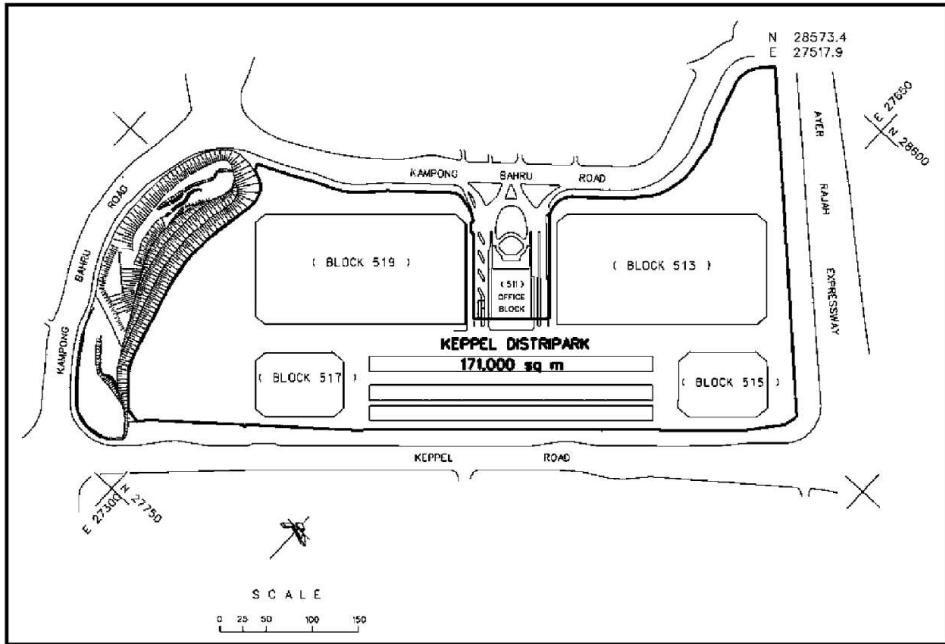 N 28573.4
E 27517.9
E 27650
N 28600
AYER
RAJAH
EXPRESSWAY
KAMPONG BAHRU ROAD
KAMPONG BAHRU ROAD
( BLOCK 519 )
( BLOCK 513 )
( 511 )
OFFICE
BLOCK
KEPPEL DISTRIPARK
171,000 sq m
( BLOCK 517 )
( BLOCK 515 )
KEPPEL ROAD
N 27750
E 27300
SCALE
0 25 50 100 150